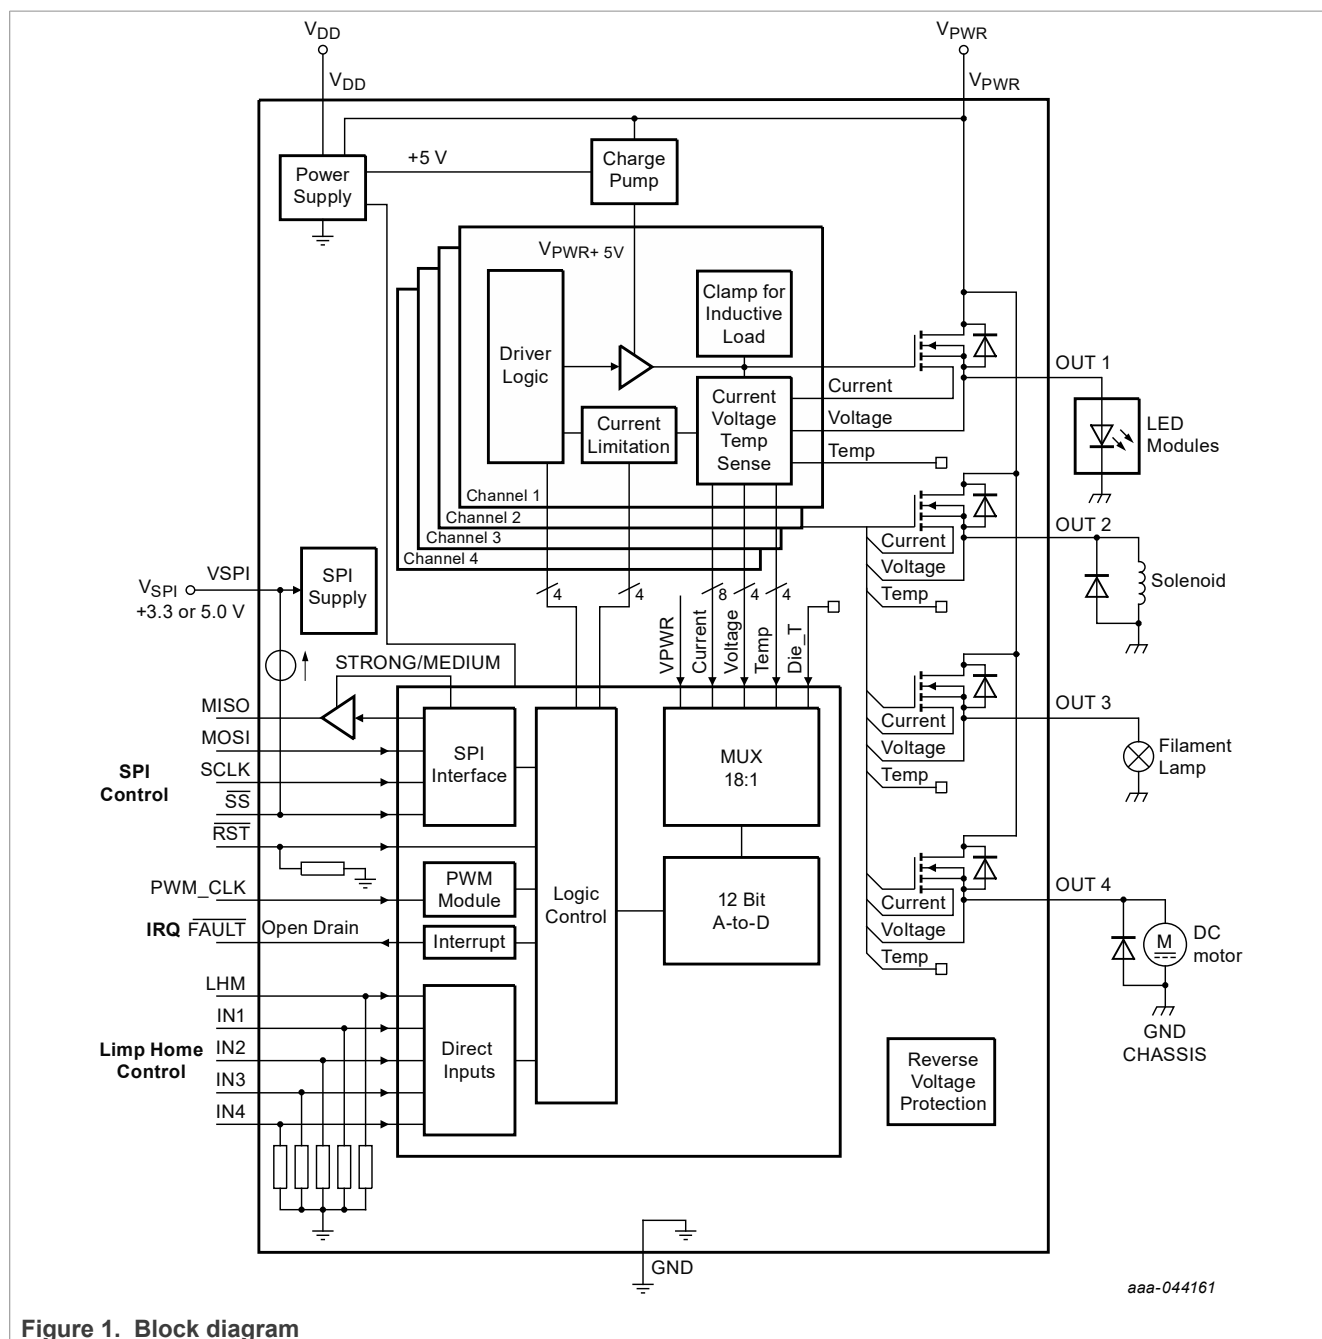 VDD
VPWR
VDD
VPWR
+5 V
Power
Supply
Charge
Pump
VPWR+ 5V
Driver
Logic
Clamp for
Inductive
Load
Current
Limitation
Current
Voltage
Temp
Sense
Current
Voltage
Temp
Channel 1
Channel 2
Channel 3
Channel 4
OUT 1
LED
Modules
OUT 2
Current
Voltage
Temp
Solenoid
VSPI
VSPI
+3.3 or 5.0 V
SPI
Supply
4
4
8
4
4
VPWR
Current
Voltage
Temp
Die_T
STRONG/MEDIUM
MISO
MOSI
SCLK
SS
RST
SPI
Control
SPI
Interface
MUX
18:1
OUT 3
Current
Voltage
Temp
Filament
Lamp
PWM_CLK
PWM
Module
Logic
Control
12 Bit
A-to-D
IRQ FAULT
Open Drain
Interrupt
OUT 4
Current
Voltage
Temp
M
DC
motor
GND
CHASSIS
LHM
IN1
IN2
IN3
IN4
Limp Home
Control
Direct
Inputs
Reverse
Voltage
Protection
GND
aaa-044161
Figure 1. Block diagram